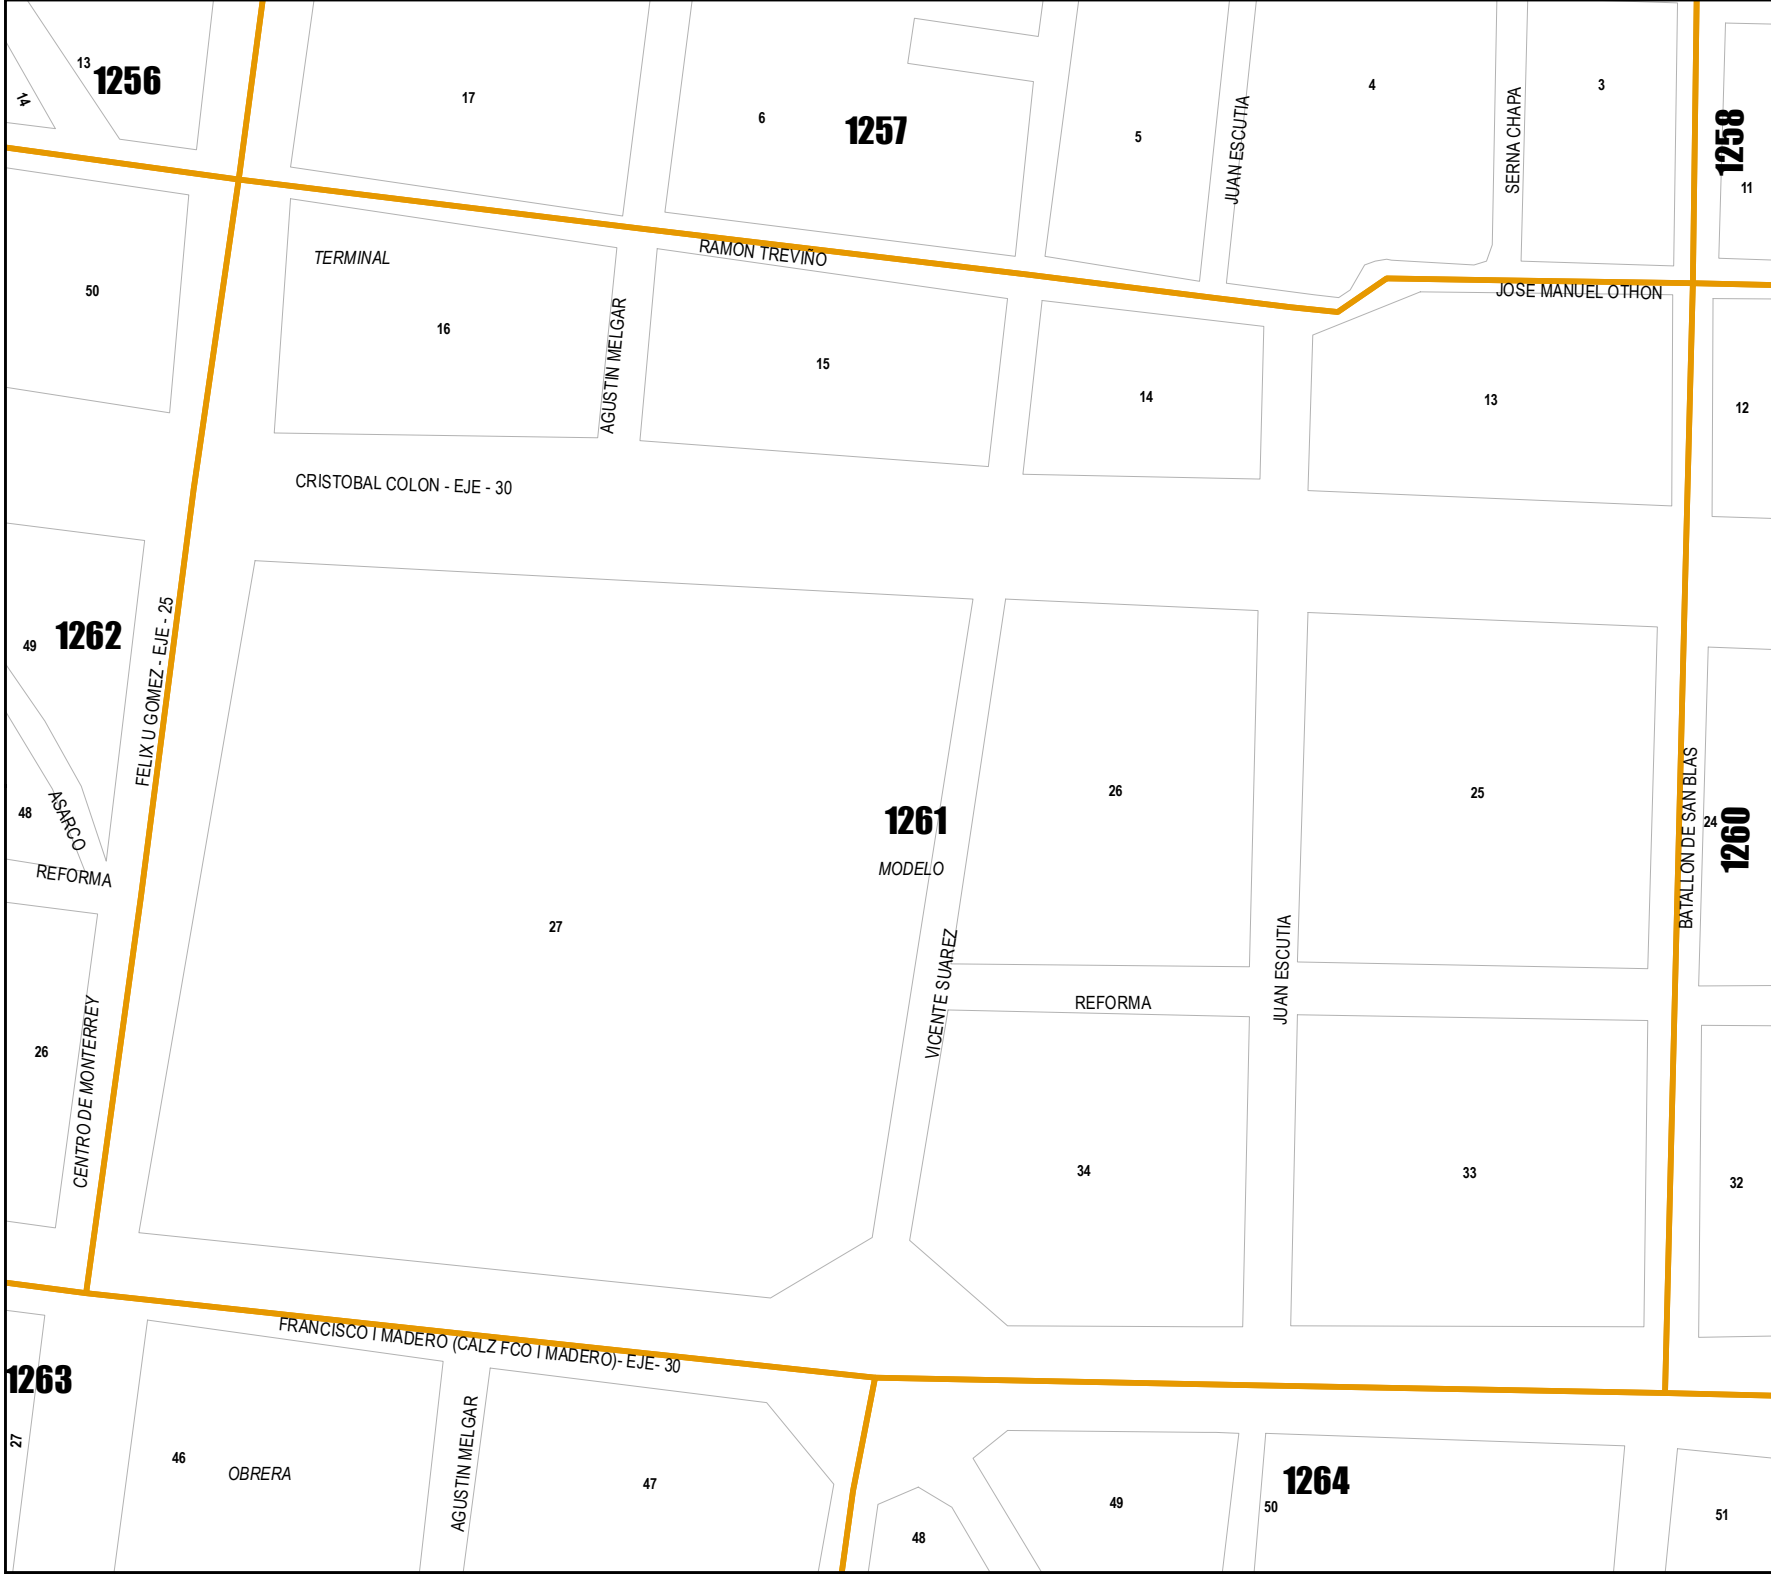 13
1256
14
17
6
1257
5
JUAN ESCUTIA
4
SERNA CHAPA
3
1258
11
TERMINAL
RAMON TREVIÑO
JOSE MANUEL OTHON
50
16
AGUSTIN MELGAR
15
14
13
12
CRISTOBAL COLON - EJE - 30
49
1262
FELIX U GOMEZ - EJE - 25
48
ASARCO
REFORMA
26
25
BATALLON DE SAN BLAS
24
1260
1261
MODELO
27
VICENTE SUAREZ
REFORMA
JUAN ESCUTIA
26
CENTRO DE MONTERREY
34
33
32
FRANCISCO I MADERO (CALZ FCO I MADERO)- EJE- 30
1263
27
46
OBRERA
AGUSTIN MELGAR
47
48
49
1264
50
51